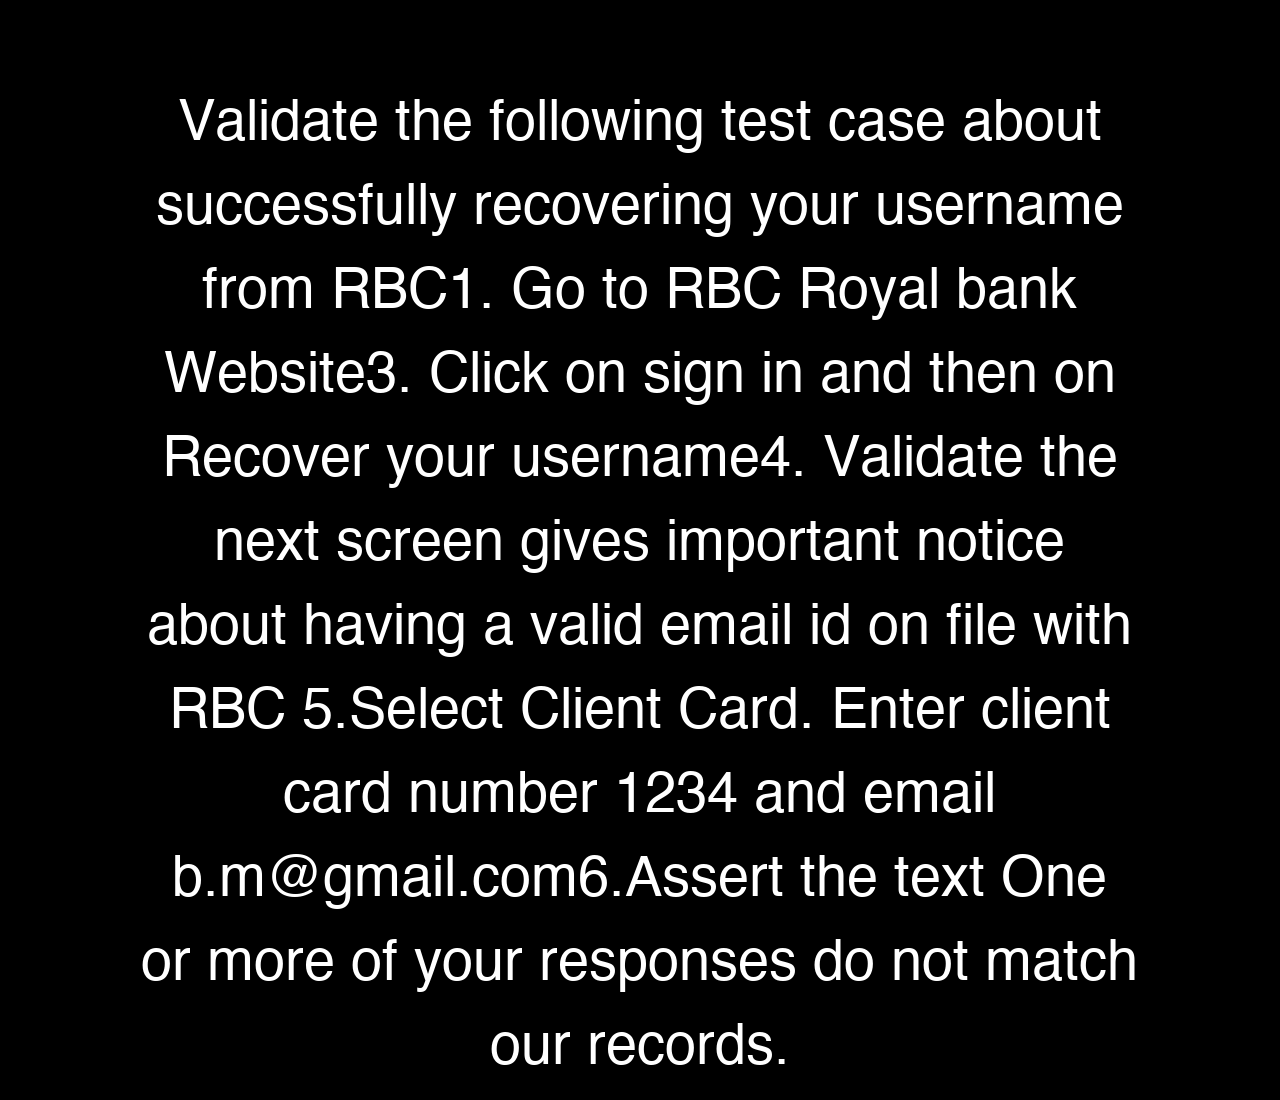 Validate the following test case about
successfully recovering your username
from RBC1. Go to RBC Royal bank
Website3. Click on sign in and then on
Recover your username4. Validate the
next screen gives important notice
about having a valid email id on file with
RBC 5.Select Client Card. Enter client
card number 1234 and email
b.m@gmail.com6.Assert the text One
or more of your responses do not match
our records.